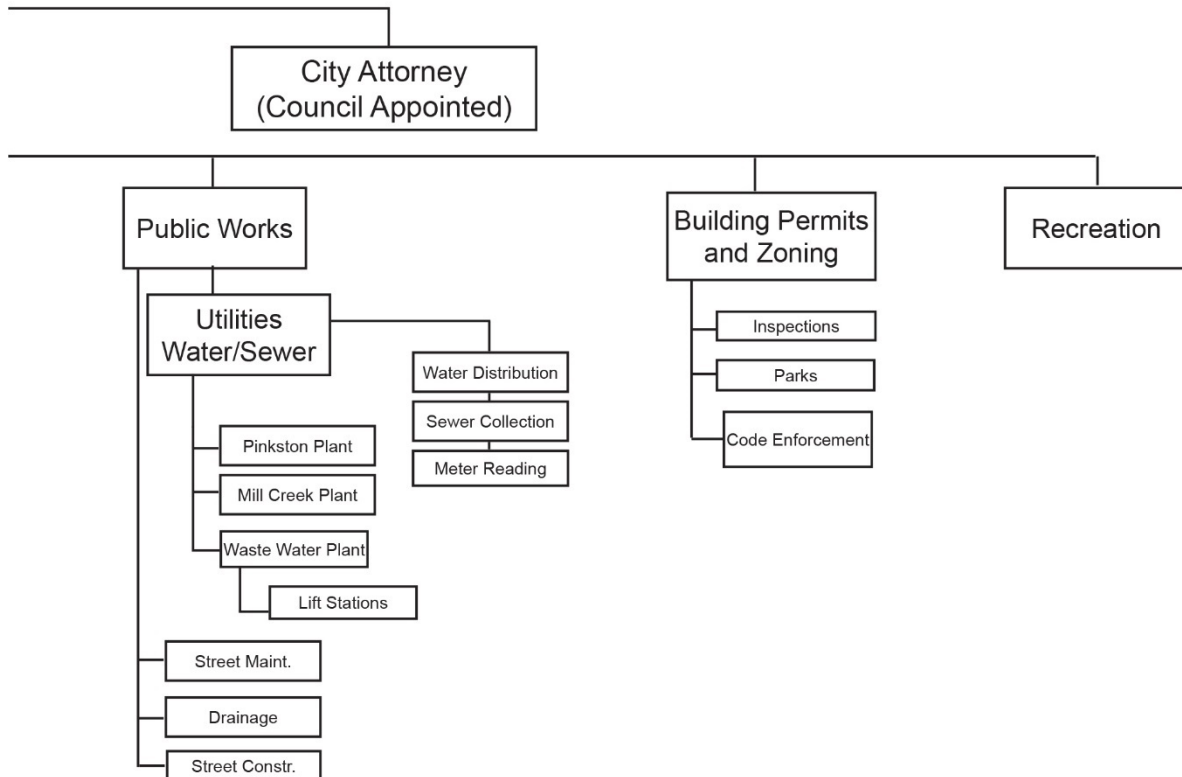 City Attorney
(Council Appointed)
Public Works
Building Permits
and Zoning
Recreation
Utilities
Water/Sewer
Inspections
Water Distribution
Parks
Sewer Collection
Code Enforcement
Pinkston Plant
Meter Reading
Mill Creek Plant
Waste Water Plant
Lift Stations
Street Maint.
Drainage
Street Constr.